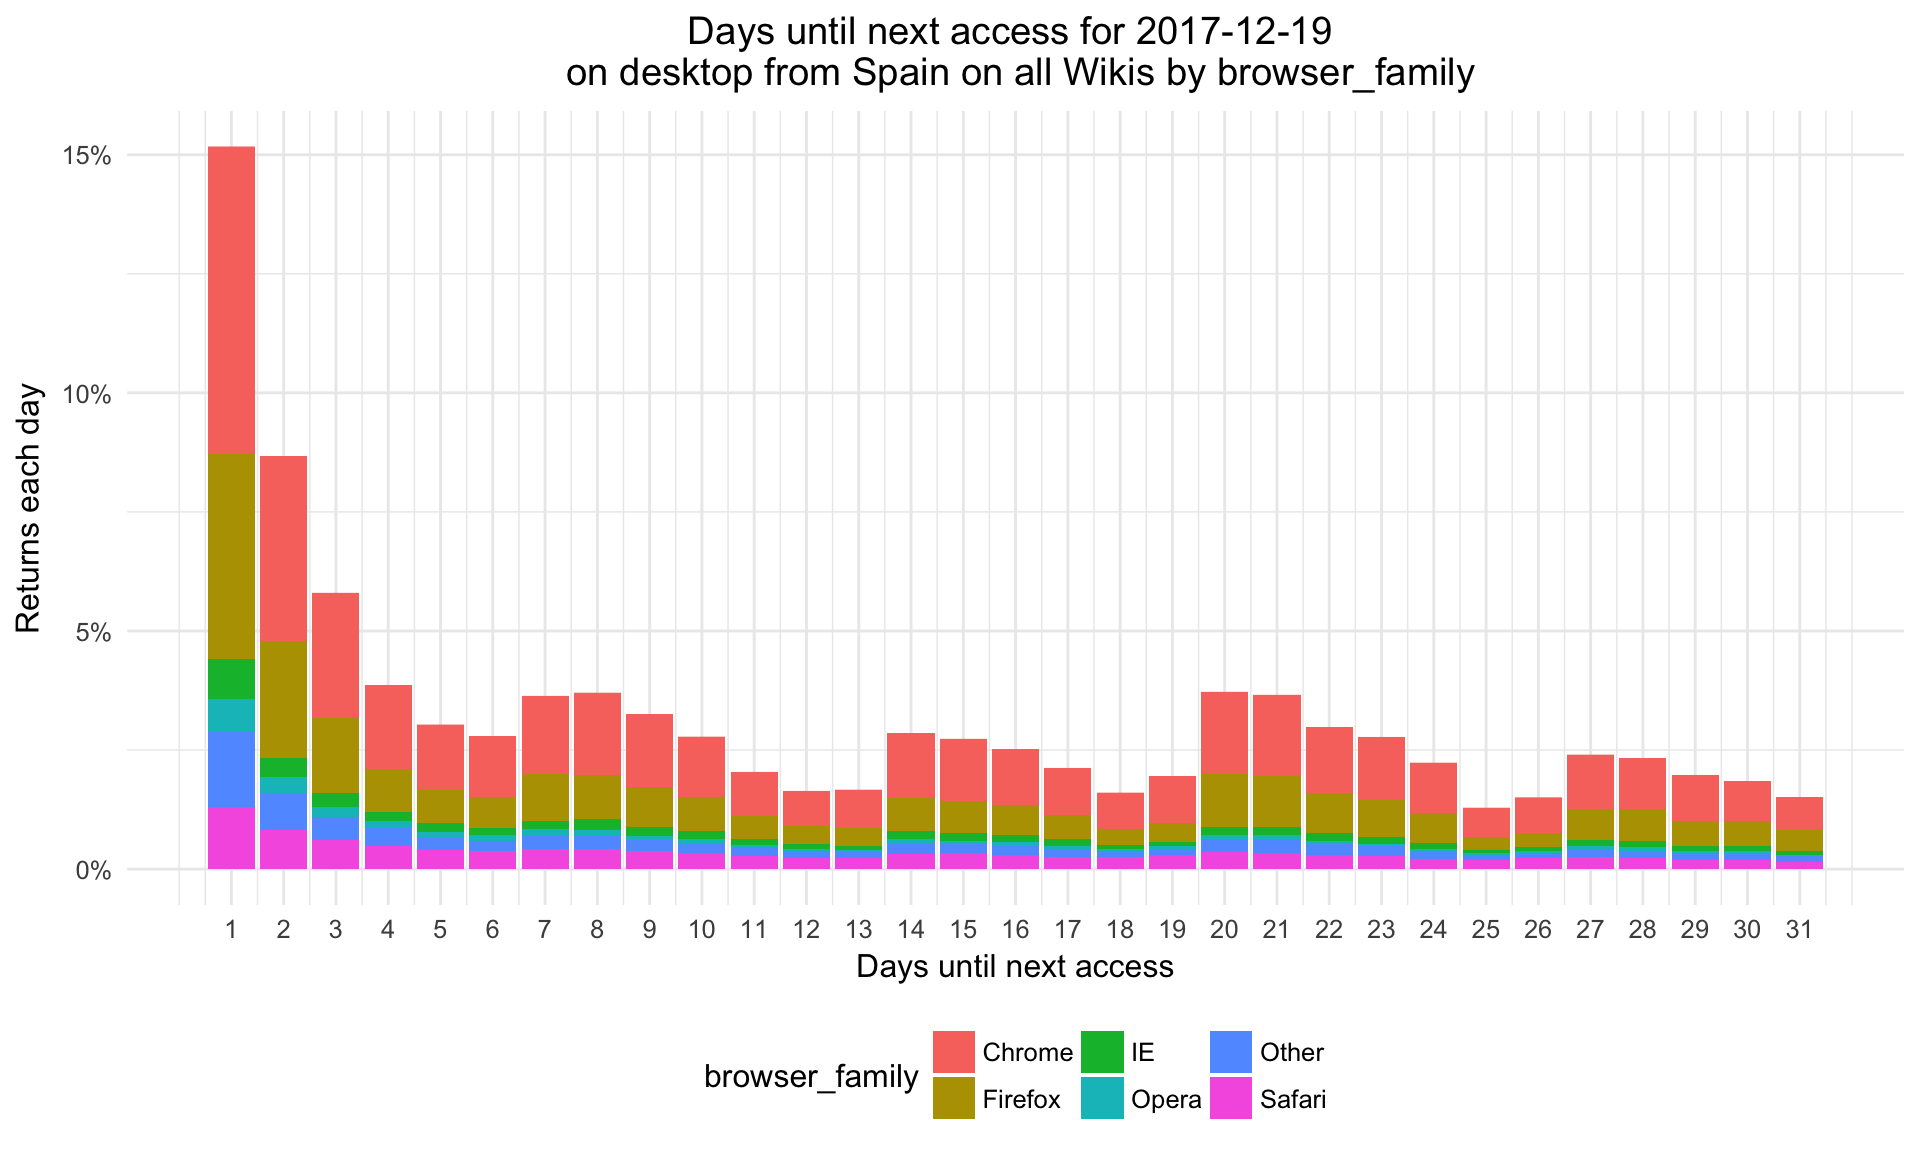 Days until next access for 2017-12-19
on desktop from Spain on all Wikis by browser_family
Returns each day
15%
10%
5%
0%
1 2 3 4 5 6 7 8 9 10 11 12 13 14 15 16 17 18 19 20 21 22 23 24 25 26 27 28 29 30 31
Days until next access
browser_family
Chrome IE Other
Firefox Opera Safari